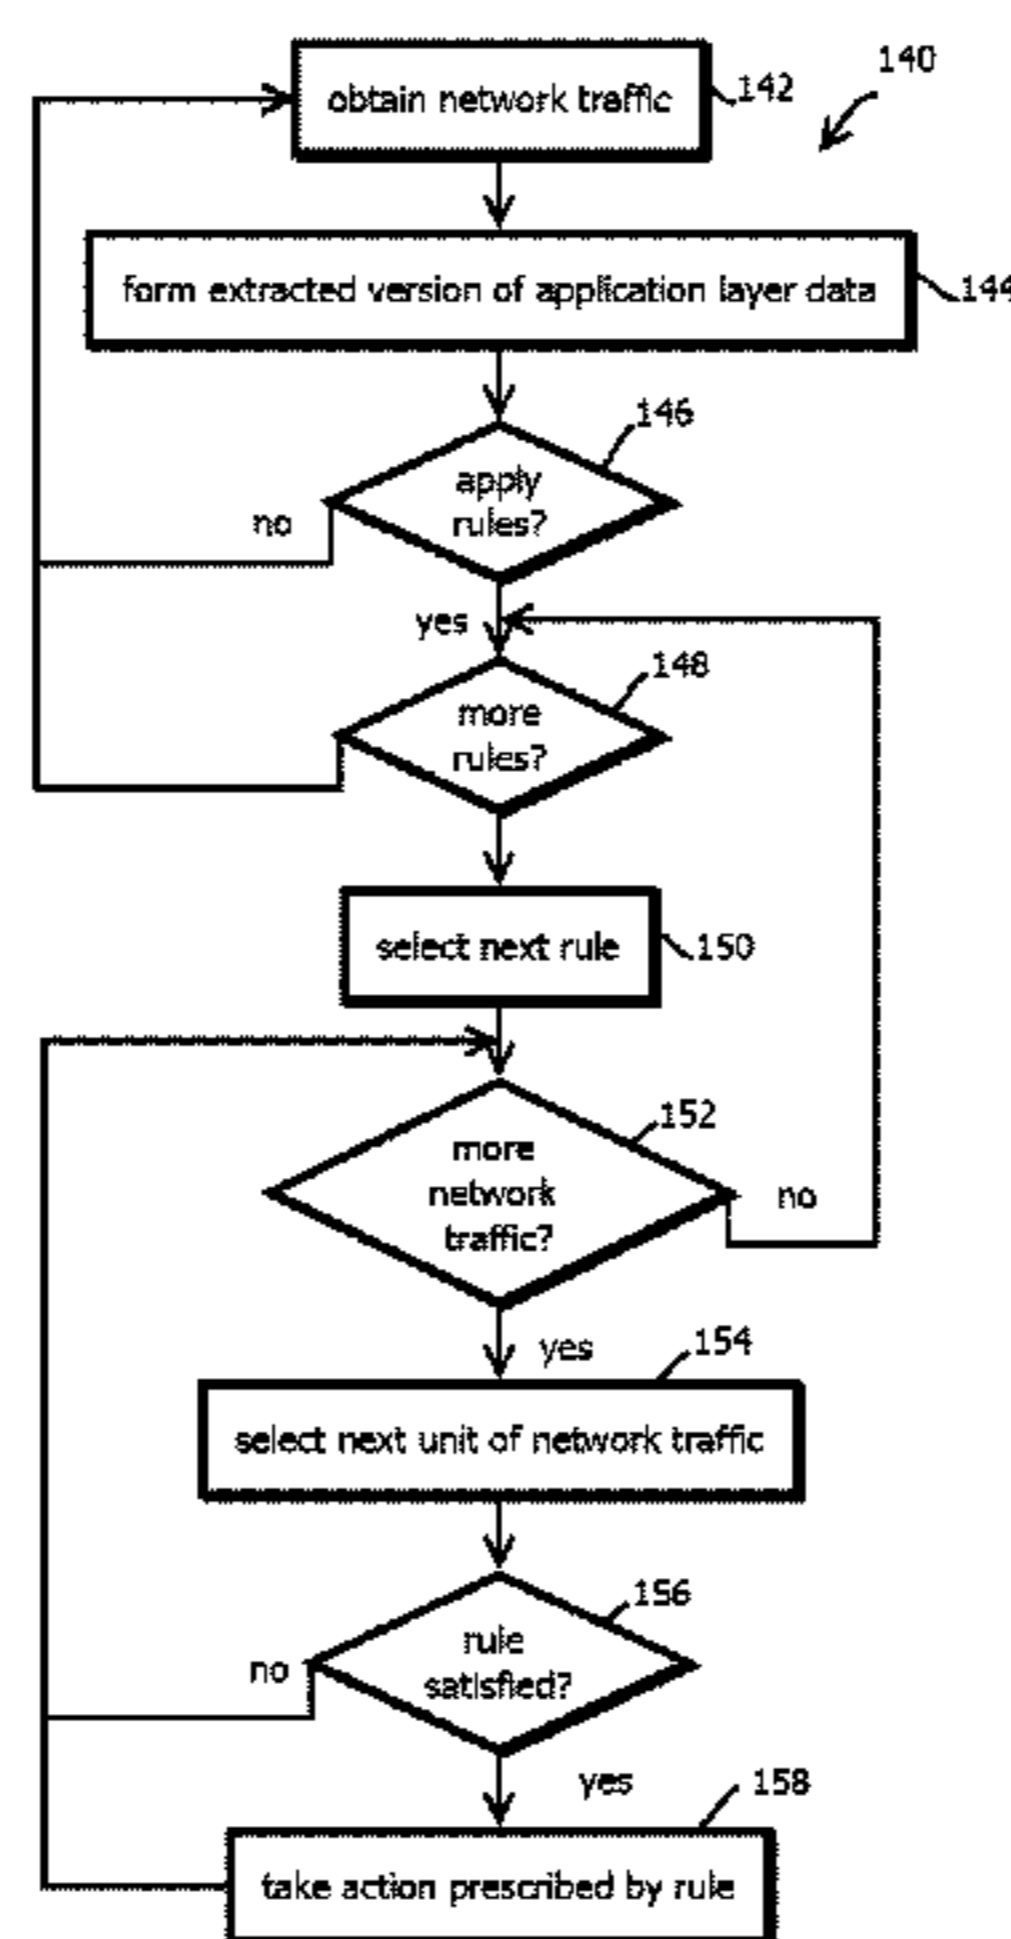 140
obtain network traffic
142
form extracted version of application layer data
144
apply
rules?
146
no
yes
more
rules?
148
select next rule
150
more
network
traffic?
152
no
yes
154
select next unit of network traffic
rule
satisfied?
156
no
yes
158
take action prescribed by rule